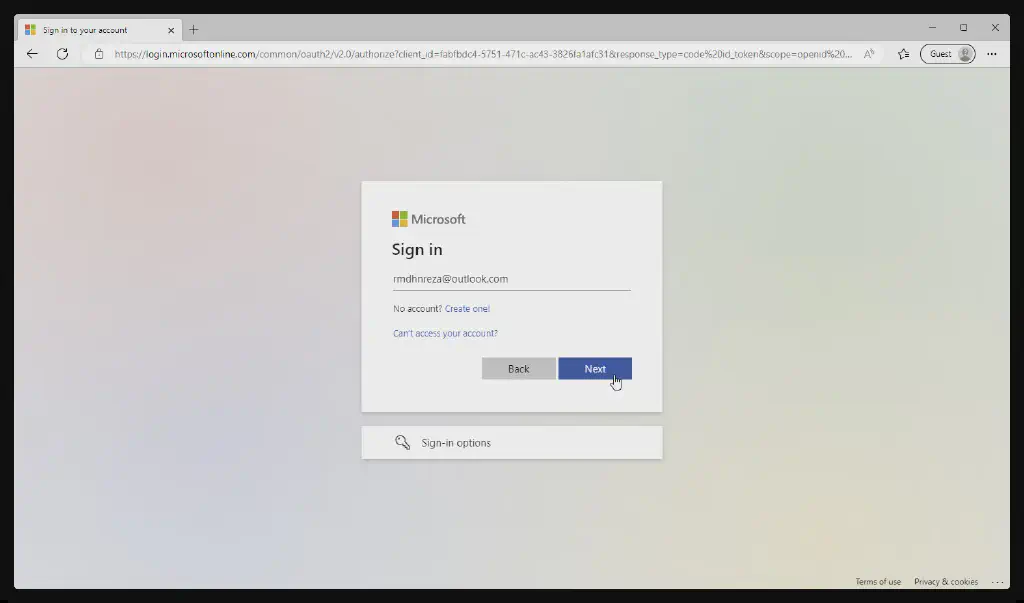 Sign in to your account
https://login.microsoftonline.com/common/oauth2/v2.0/authorize?client_id=fabfbdc4-5751-471c-ac43-3826fa1afc31&response_type=code%20id_token&scope=openid%20...
Guest
Microsoft
Sign in
rmdhnreza@outlook.com
No account? Create one!
Can't access your account?
Back
Next
Sign-in options
Terms of use
Privacy & cookies
...